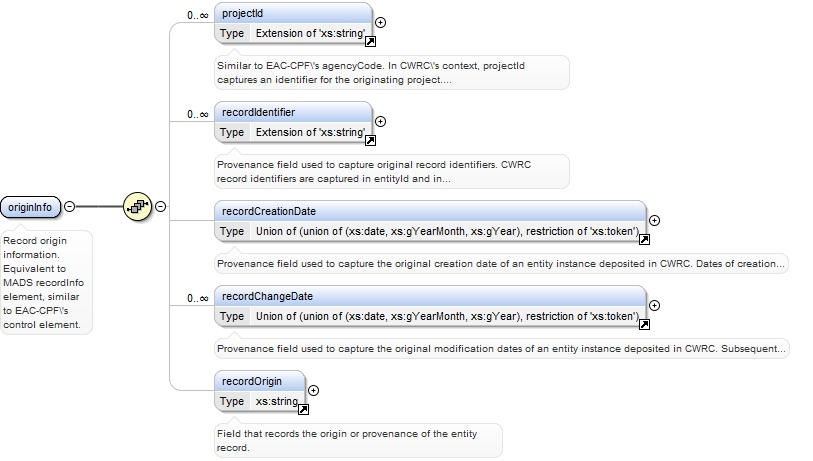 0..∞
projectId
Type Extension of 'xs:string'
Similar to EAC-CPF\'s agencyCode. In CWRC\'s context, projectId
captures an identifier for the originating project....
0..∞
recordIdentifier
Type Extension of 'xs:string'
Provenance field used to capture original record identifiers. CWRC
record identifiers are captured in entityId and in...
originInfo
Record origin
information.
Equivalent to
MADS recordInfo
element, similar
to EAC-CPF\'s
control element.
recordCreationDate
Type Union of (union of (xs:date, xs:gYearMonth, xs:gYear), restriction of 'xs:token')
Provenance field used to capture the original creation date of an entity instance deposited in CWRC. Dates of creation...
0..∞
recordChangeDate
Type Union of (union of (xs:date, xs:gYearMonth, xs:gYear), restriction of 'xs:token')
Provenance field used to capture the original modification dates of an entity instance deposited in CWRC. Subsequent...
recordOrigin
Type xs:string
Field that records the origin or provenance of the entity
record.